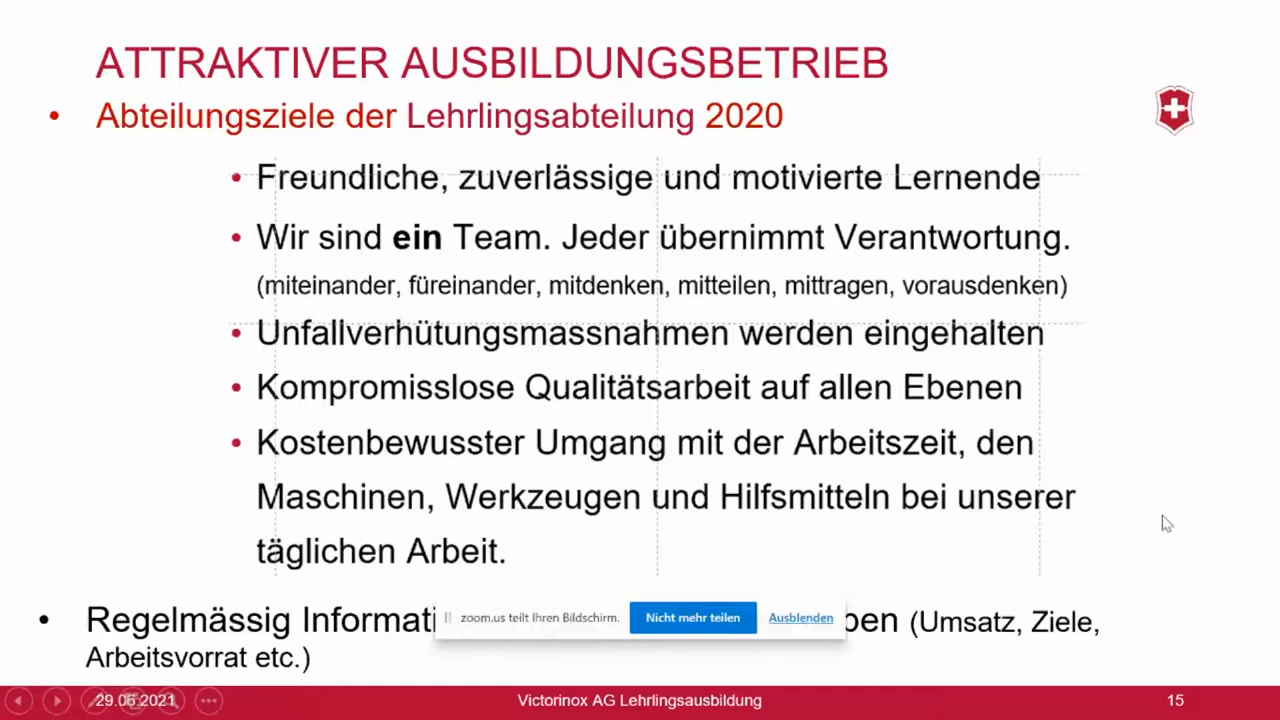 ATTRAKTIVER AUSBILDUNGSBETRIEB
• Abteilungsziele der Lehrlingsabteilung 2020
• Freundliche, zuverlässige und motivierte Lernende
• Wir sind ein Team. Jeder übernimmt Verantwortung.
(miteinander, füreinander, mitdenken, mitteilen, mittragen, vorausdenken)
• Unfallverhütungsmassnahmen werden eingehalten
• Kompromisslose Qualitätsarbeit auf allen Ebenen
• Kostenbewusster Umgang mit der Arbeitszeit, den
Maschinen, Werkzeugen und Hilfsmitteln bei unserer
täglichen Arbeit.
• Regelmässig (Umsatz, Ziele,
zoom.us teilt Ihren Bildschirm. Nicht mehr teilen Ausblenden
Arbeitsvorrat etc.)
29.06.2021 Victorinox AG Lehrlingsausbildung 15